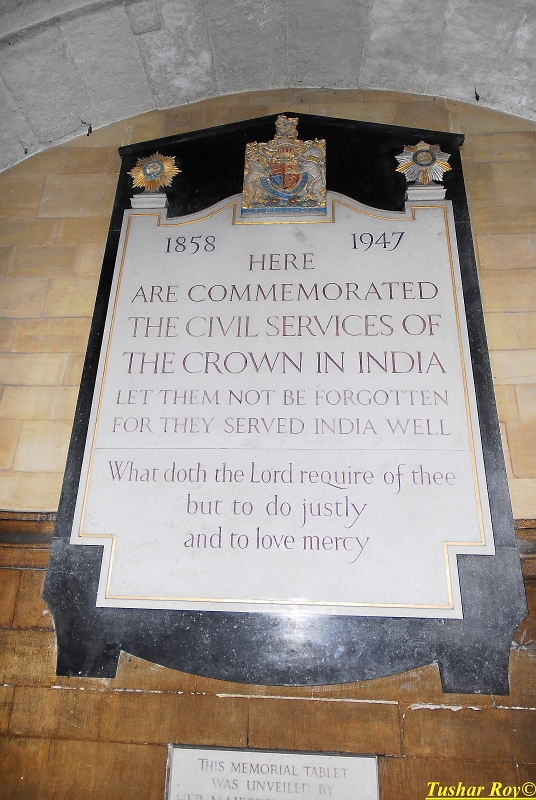 1858 1947
HERE
ARE COMMEMORATED
THE CIVIL SERVICES OF
THE CROWN IN INDIA
LET THEM NOT BE FORGOTTEN
FOR THEY SERVED INDIA WELL
What doth the Lord require of thee
but to do justly
and to love mercy
THIS MEMORIAL TABLET
WAS UNVEILED BY
Tushar Roy©